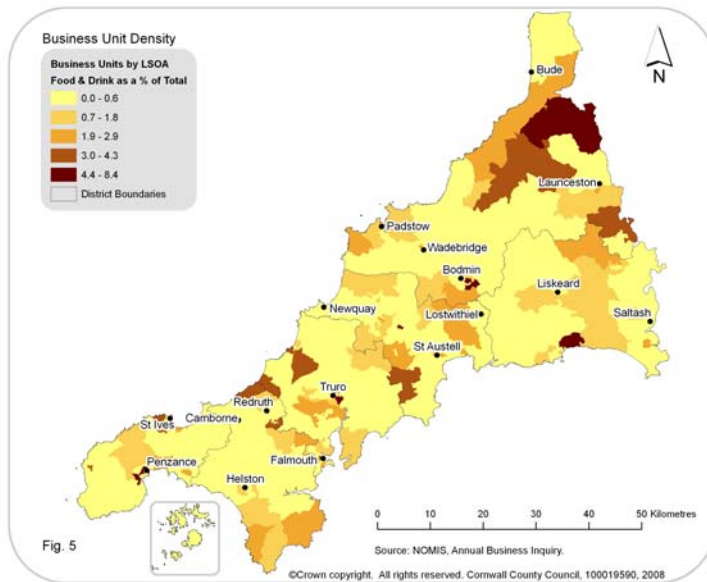 Business Unit Density
Business Units by LSOA
Food & Drink as a % of Total
0.0 - 0.6
0.7 - 1.8
1.9 - 2.9
3.0 - 4.3
4.4 - 8.4
District Boundaries
N
Bude
Launceston
Padstow
Wadebridge
Bodmin
Liskeard
Newquay
Lostwithiel
Saltash
St Austell
Truro
Redruth
Camborne
St Ives
Penzance
Falmouth
Helston
0 10 20 30 40 50 Kilometres
Fig. 5
Source: NOMIS, Annual Business Inquiry.
©Crown copyright. All rights reserved. Cornwall County Council, 100019590, 2008